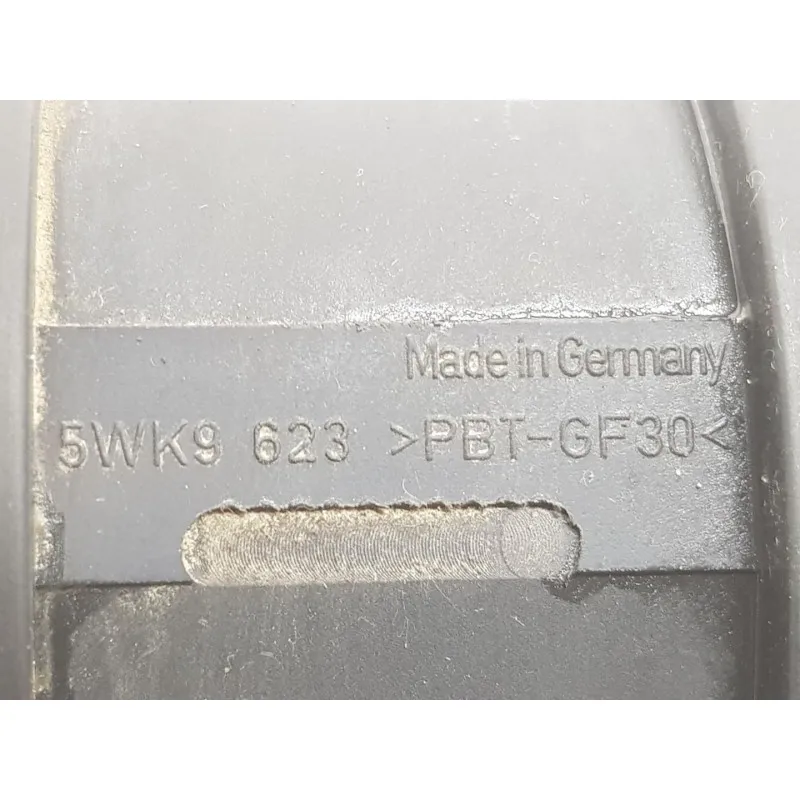 Made in Germany
5WK9 623 >PBT-GF30<